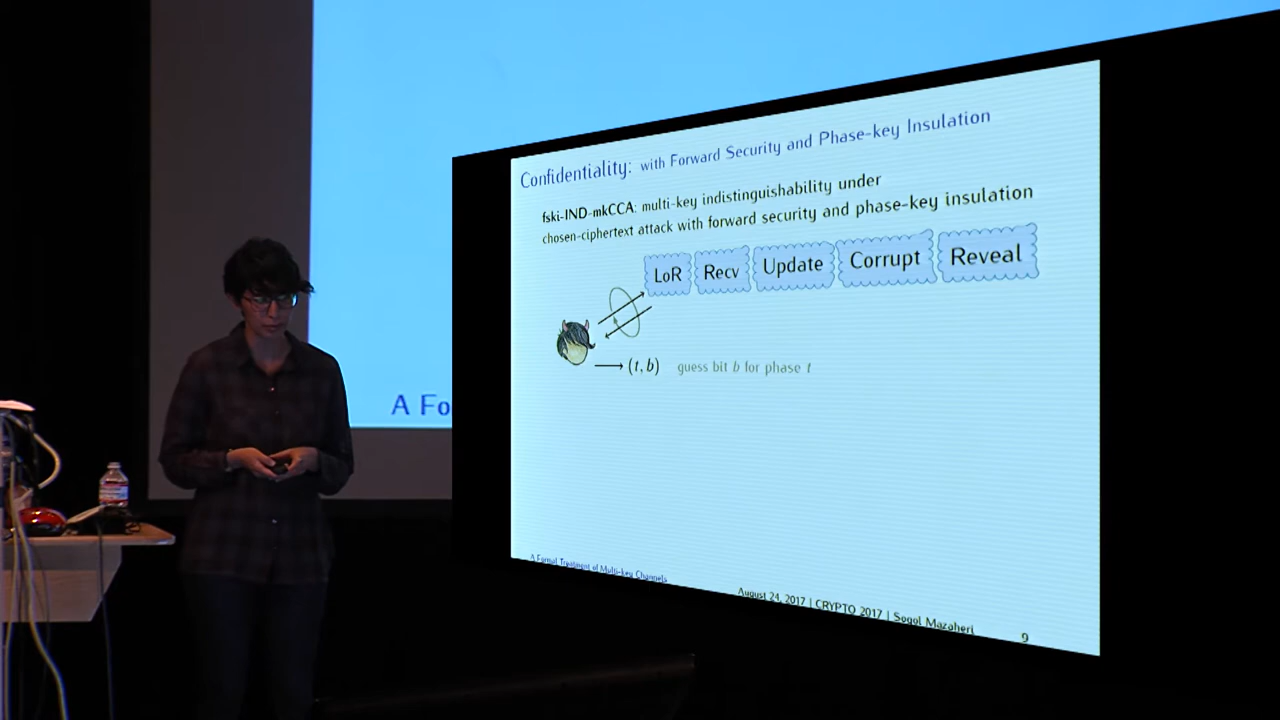 Confidentiality: with Forward Security and Phase-key Insulation
fski-IND-mkCCA: multi-key indistinguishability under
chosen-ciphertext attack with forward security and phase-key insulation
LoR Recv Update Corrupt Reveal
(t, b) guess bit b for phase t
A Fo
A Formal Treatment of Multi-key Channels
August 24, 2017 | CRYPTO 2017 | Sogol Mazaheri
9